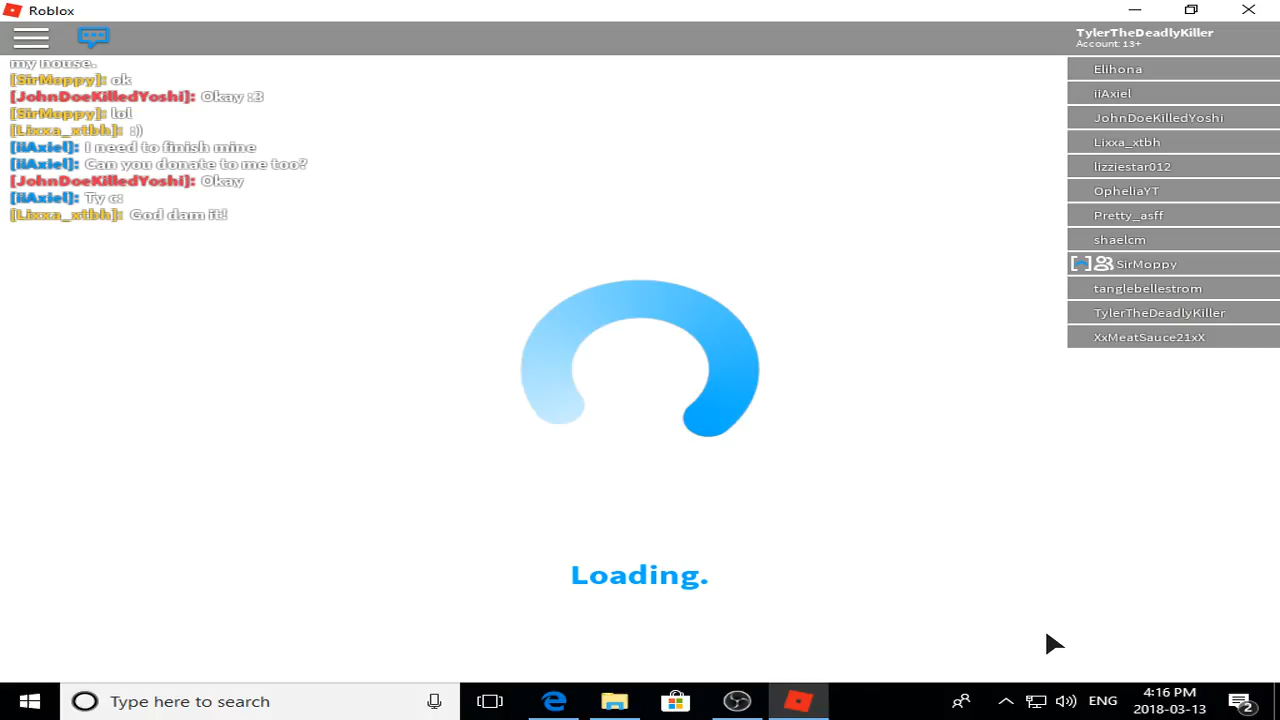 Roblox
TylerTheDeadlyKiller
Account: 13+
my house.
[SirMoppy]: ok
[JohnDoeKilledYoshi]: Okay :3
[SirMoppy]: lol
[Lixxa_xtbh]: :))
[iiAxiel]: I need to finish mine
[iiAxiel]: Can you donate to me too?
[JohnDoeKilledYoshi]: Okay
[iiAxiel]: Ty c:
[Lixxa_xtbh]: God dam it!
Elihona
iiAxiel
JohnDoeKilledYoshi
Lixxa_xtbh
lizziestar012
OpheliaYT
Pretty_asff
shaelcm
SirMoppy
tanglebellestrom
TylerTheDeadlyKiller
XxMeatSauce21xX
Loading.
Type here to search
ENG
4:16 PM
2018-03-13
2